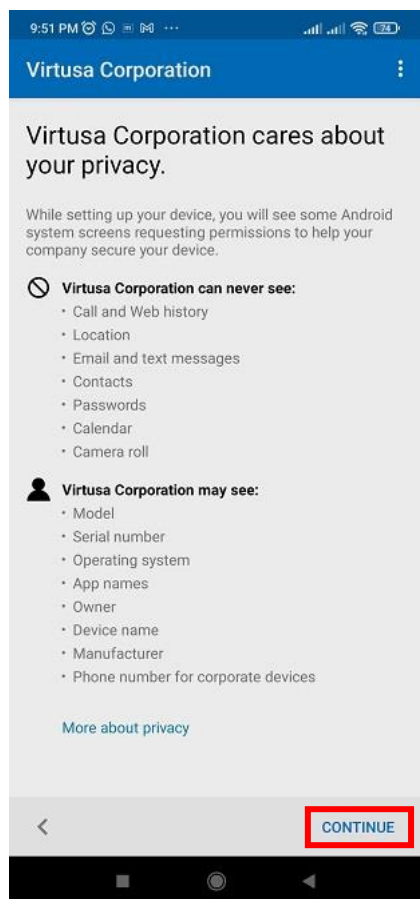 9:51 PM ···
74
Virtusa Corporation
Virtusa Corporation cares about
your privacy.
While setting up your device, you will see some Android
system screens requesting permissions to help your
company secure your device.
Virtusa Corporation can never see:
• Call and Web history
• Location
• Email and text messages
• Contacts
• Passwords
• Calendar
• Camera roll
Virtusa Corporation may see:
• Model
• Serial number
• Operating system
• App names
• Owner
• Device name
• Manufacturer
• Phone number for corporate devices
More about privacy
CONTINUE